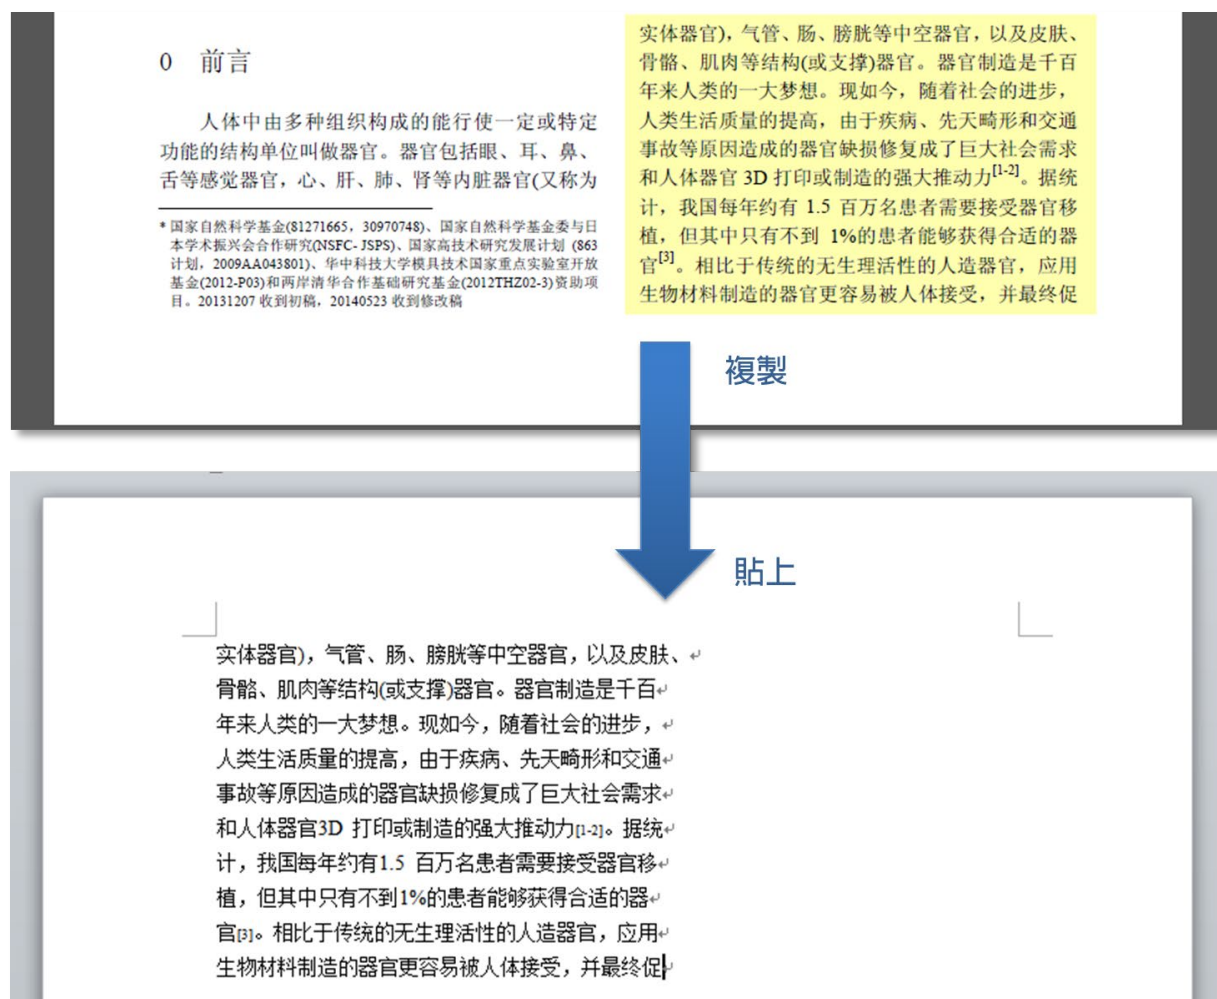 0 前言
人体中由多种组织构成的能行使一定或特定
功能的结构单位叫做器官。器官包括眼、耳、鼻、
舌等感觉器官，心、肝、肺、肾等内脏器官(又称为
* 国家自然科学基金(81271665，30970748)、国家自然科学基金委与日
本学术振兴会合作研究(NSFC- JSPS)、国家高技术研究发展计划 (863
计划，2009AA043801)、华中科技大学模具技术国家重点实验室开放
基金(2012-P03)和两岸清华合作基础研究基金(2012THZ02-3)资助项
目。20131207 收到初稿，20140523 收到修改稿
实体器官)，气管、肠、膀胱等中空器官，以及皮肤、
骨骼、肌肉等结构(或支撑)器官。器官制造是千百
年来人类的一大梦想。现如今，随着社会的进步，
人类生活质量的提高，由于疾病、先天畸形和交通
事故等原因造成的器官缺损修复成了巨大社会需求
和人体器官 3D 打印或制造的强大推动力[1-2]。据统
计，我国每年约有 1.5 百万名患者需要接受器官移
植，但其中只有不到 1%的患者能够获得合适的器
官[3]。相比于传统的无生理活性的人造器官，应用
生物材料制造的器官更容易被人体接受，并最终促
複製
貼上
实体器官)，气管、肠、膀胱等中空器官，以及皮肤、
骨骼、肌肉等结构(或支撑)器官。器官制造是千百
年来人类的一大梦想。现如今，随着社会的进步，
人类生活质量的提高，由于疾病、先天畸形和交通
事故等原因造成的器官缺损修复成了巨大社会需求
和人体器官3D 打印或制造的强大推动力[1-2]。据统
计，我国每年约有1.5 百万名患者需要接受器官移
植，但其中只有不到1%的患者能够获得合适的器
官[3]。相比于传统的无生理活性的人造器官，应用
生物材料制造的器官更容易被人体接受，并最终促